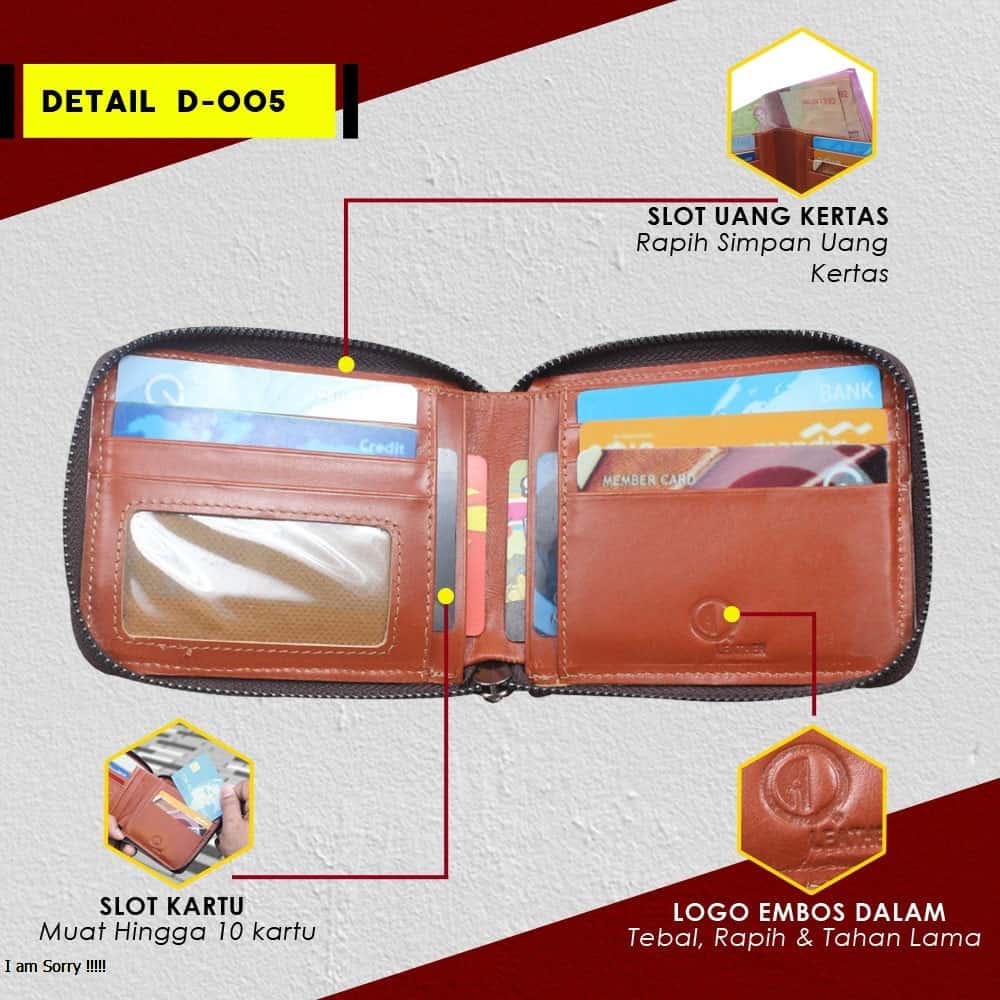 DETAIL D-005
SLOT UANG KERTAS
Rapih Simpan Uang
Kertas
BANK
Credit
MEMBER CARD
LEATHER
SLOT KARTU
Muat Hingga 10 kartu
LOGO EMBOS DALAM
Tebal, Rapih & Tahan Lama
I am Sorry !!!!!